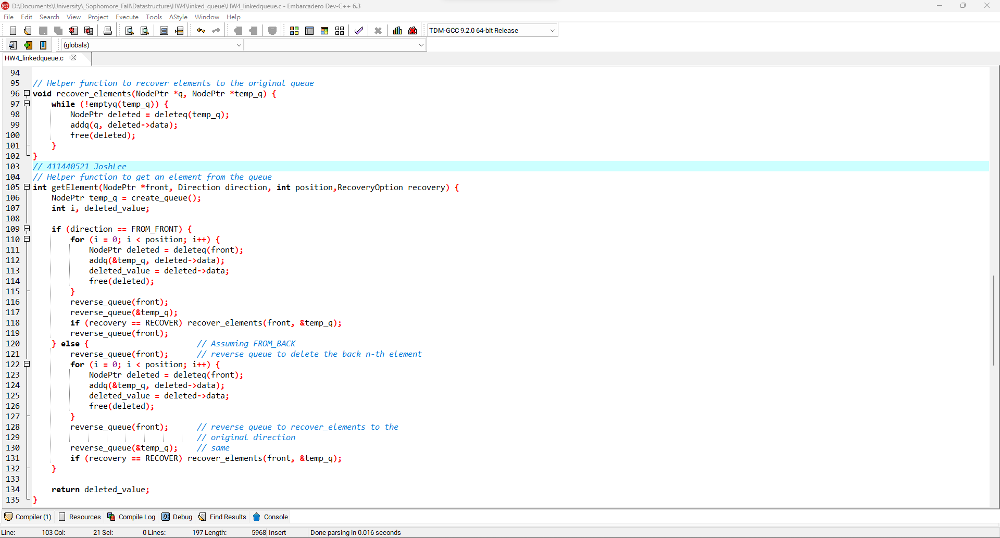 D:\Documents\University\_Sophomore_Fall\Datastructure\HW4\linked_queue\HW4_linkedqueue.c - Embarcadero Dev-C++ 6.3
File Edit Search View Project Execute Tools AStyle Window Help
TDM-GCC 9.2.0 64-bit Release
(globals)
HW4_linkedqueue.c
94
95 // Helper function to recover elements to the original queue
96 void recover_elements(NodePtr *q, NodePtr *temp_q) {
97     while (!emptyq(temp_q)) {
98         NodePtr deleted = deleteq(temp_q);
99         addq(q, deleted->data);
100         free(deleted);
101     }
102 }
103 // 411440521 JoshLee
104 // Helper function to get an element from the queue
105 int getElement(NodePtr *front, Direction direction, int position,RecoveryOption recovery) {
106     NodePtr temp_q = create_queue();
107     int i, deleted_value;
108
109     if (direction == FROM_FRONT) {
110         for (i = 0; i < position; i++) {
111             NodePtr deleted = deleteq(front);
112             addq(&temp_q, deleted->data);
113             deleted_value = deleted->data;
114             free(deleted);
115         }
116         reverse_queue(front);
117         reverse_queue(&temp_q);
118         if (recovery == RECOVER) recover_elements(front, &temp_q);
119         reverse_queue(front);
120     } else {                       // Assuming FROM_BACK
121         reverse_queue(front);      // reverse queue to delete the back n-th element
122         for (i = 0; i < position; i++) {
123             NodePtr deleted = deleteq(front);
124             addq(&temp_q, deleted->data);
125             deleted_value = deleted->data;
126             free(deleted);
127         }
128         reverse_queue(front);      // reverse queue to recover_elements to the
129                                    // original direction
130         reverse_queue(&temp_q);    // same
131         if (recovery == RECOVER) recover_elements(front, &temp_q);
132     }
133
134     return deleted_value;
135 }
Compiler (1) Resources Compile Log Debug Find Results Console
Line: 103 Col: 21 Sel: 0 Lines: 197 Length: 5968 Insert Done parsing in 0.016 seconds